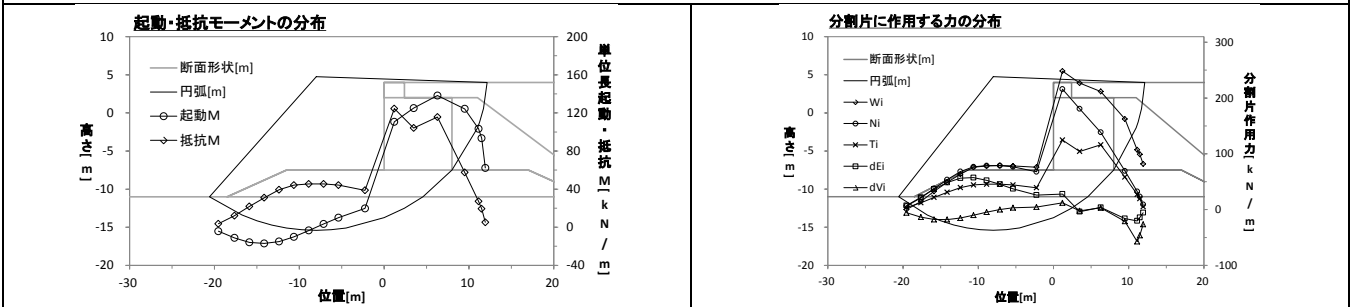 起動・抵抗モーメントの分布
10
5
0
-5
-10
-15
-20
高さ[m]
断面形状[m]
円弧[m]
起動M
抵抗M
200
160
120
80
40
0
-40
単位長起動・抵抗M[kN/m]
-30
-20
-10
0
10
20
位置[m]
分割片に作用する力の分布
10
5
0
-5
-10
-15
-20
高さ[m]
断面形状[m]
円弧[m]
Wi
Ni
Ti
dEi
dVi
300
200
100
0
-100
分割片作用力[kN/m]
-30
-20
-10
0
10
20
位置[m]